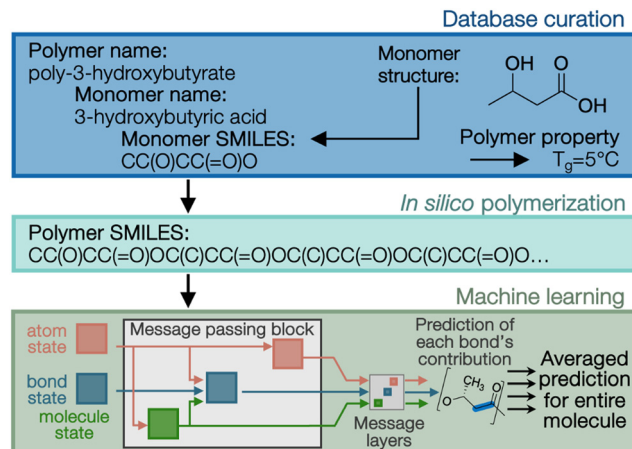 Database curation
Polymer name:
poly-3-hydroxybutyrate
Monomer name:
3-hydroxybutyric acid
Monomer SMILES:
CC(O)CC(=O)O
Monomer
structure:
OH
O
OH
Polymer property
Tg=5°C
In silico polymerization
Polymer SMILES:
CC(O)CC(=O)OC(C)CC(=O)OC(C)CC(=O)OC(C)CC(=O)O…
Machine learning
atom
state
bond
state
molecule
state
Message passing block
Message
layers
Prediction of
each bond's
contribution
CH3
O
O
Averaged
prediction
for entire
molecule